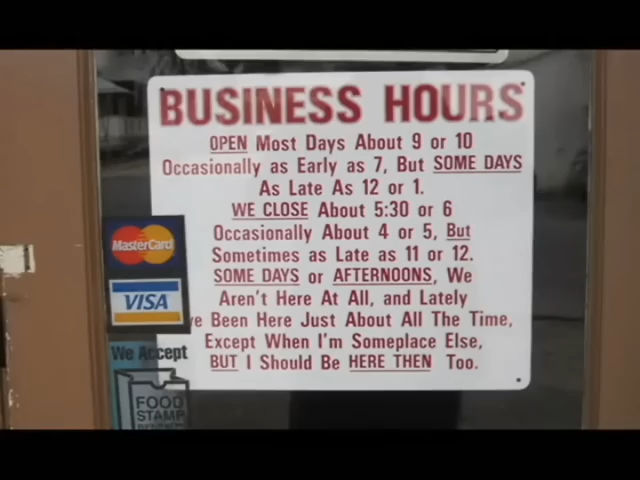 BUSINESS HOURS
OPEN Most Days About 9 or 10
Occasionally as Early as 7, But SOME DAYS
As Late As 12 or 1.
WE CLOSE About 5:30 or 6
Occasionally About 4 or 5, But
Sometimes as Late as 11 or 12.
SOME DAYS or AFTERNOONS, We
Aren't Here At All, and Lately
've Been Here Just About All The Time,
Except When I'm Someplace Else,
BUT I Should Be HERE THEN Too.
MasterCard
VISA
We Accept
FOOD
STAMP